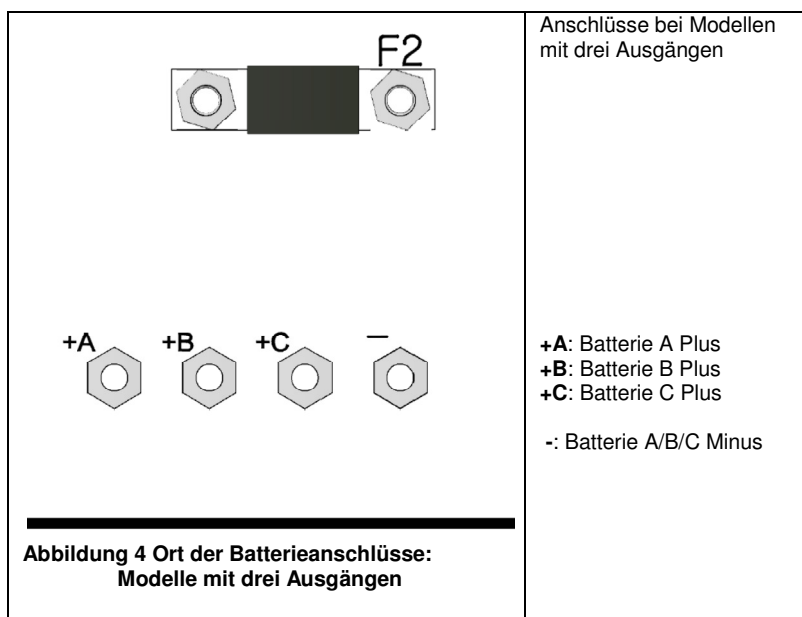 F2
+A
+B
+C
–
Abbildung 4 Ort der Batterieanschlüsse:
Modelle mit drei Ausgängen
Anschlüsse bei Modellen
mit drei Ausgängen
+A: Batterie A Plus
+B: Batterie B Plus
+C: Batterie C Plus
-: Batterie A/B/C Minus